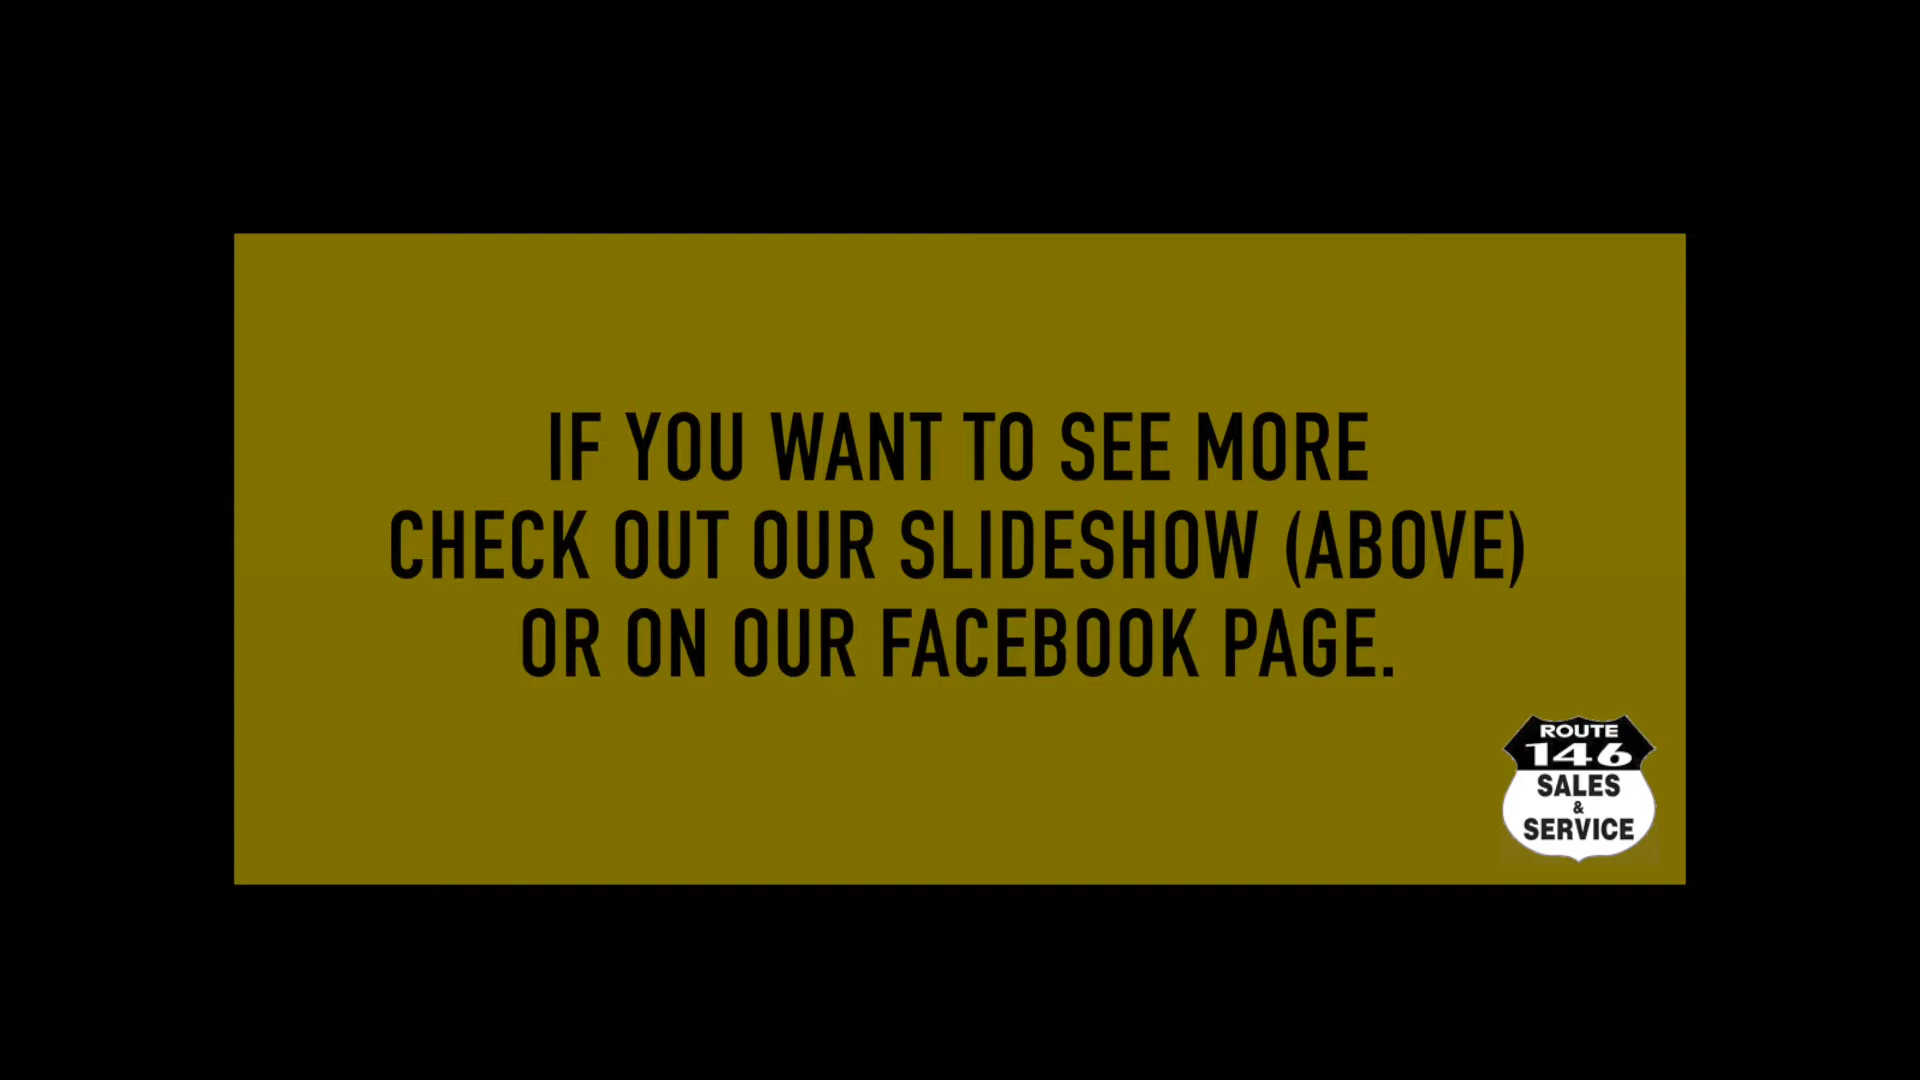 IF YOU WANT TO SEE MORE
CHECK OUT OUR SLIDESHOW (ABOVE)
OR ON OUR FACEBOOK PAGE.
ROUTE
146
SALES
&
SERVICE